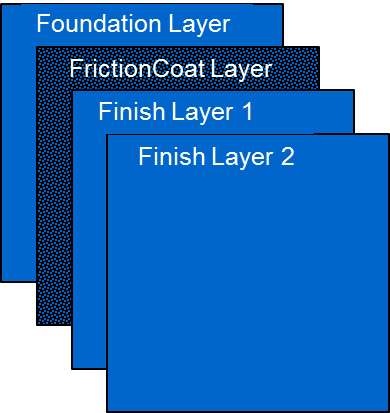 Foundation Layer
FrictionCoat Layer
Finish Layer 1
Finish Layer 2